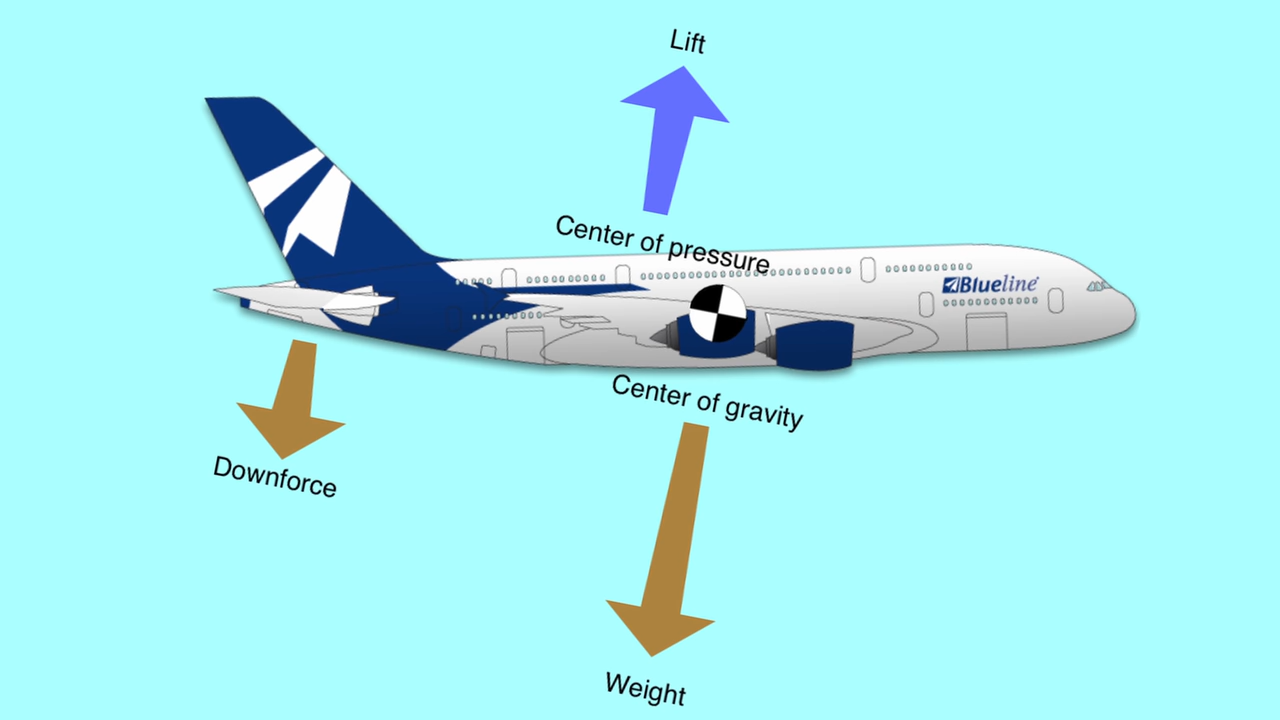 Lift
Center of pressure
Blueline
Center of gravity
Downforce
Weight